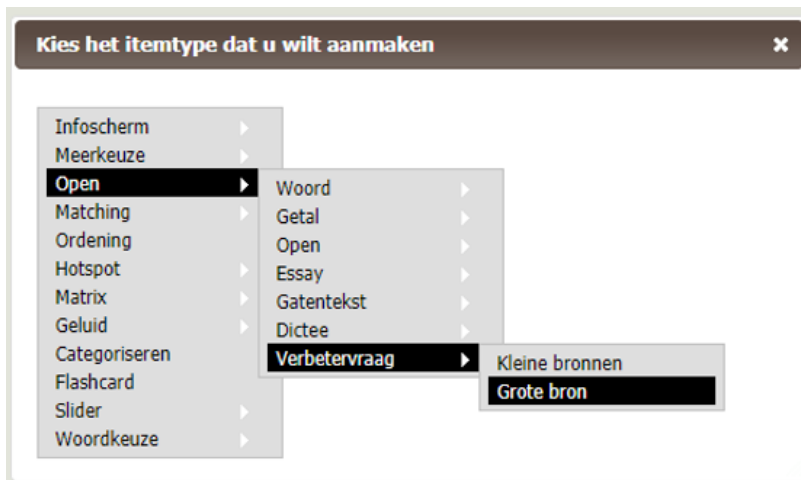 Kies het itemtype dat u wilt aanmaken
Infoscherm
Meerkeuze
Open
Matching
Ordening
Hotspot
Matrix
Geluid
Categoriseren
Flashcard
Slider
Woordkeuze
Woord
Getal
Open
Essay
Gatentekst
Dictee
Verbetervraag
Kleine bronnen
Grote bron